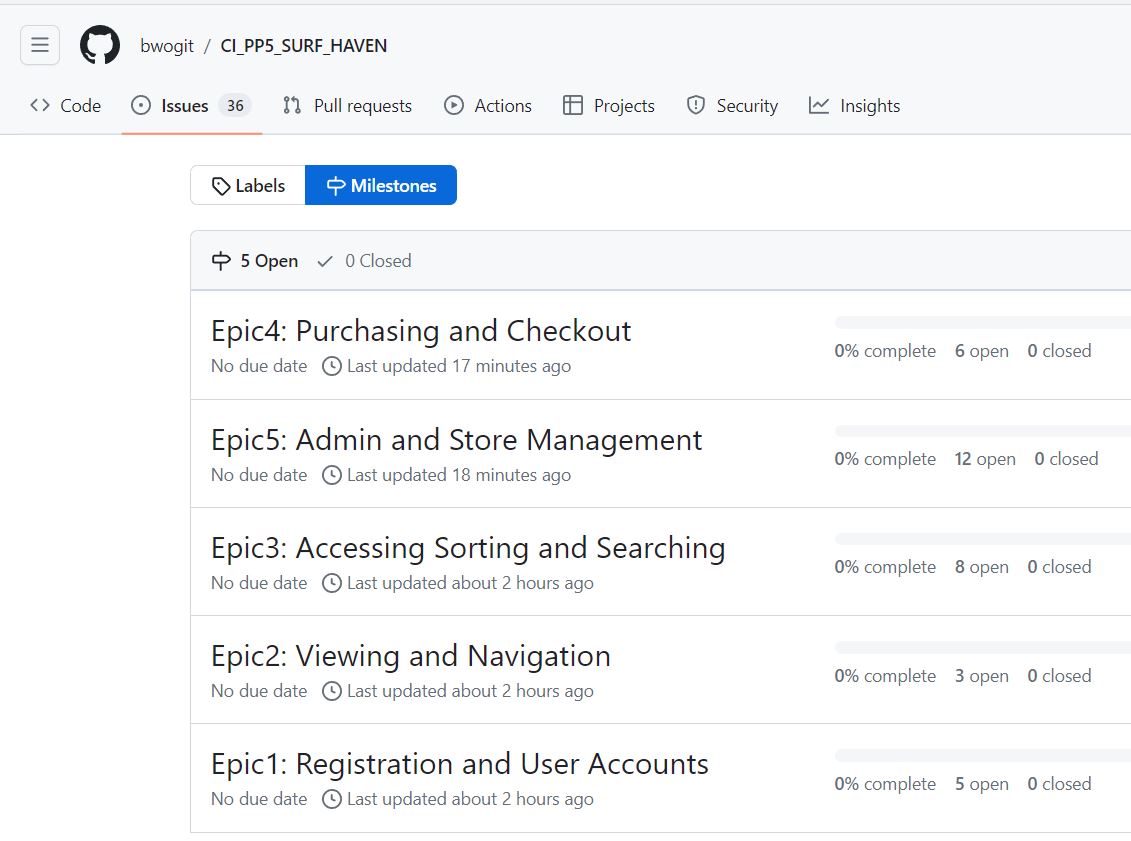 bwogit / CI_PP5_SURF_HAVEN
Code Issues 36 Pull requests Actions Projects Security Insights
Labels Milestones
5 Open 0 Closed
Epic4: Purchasing and Checkout
No due date Last updated 17 minutes ago
0% complete 6 open 0 closed
Epic5: Admin and Store Management
No due date Last updated 18 minutes ago
0% complete 12 open 0 closed
Epic3: Accessing Sorting and Searching
No due date Last updated about 2 hours ago
0% complete 8 open 0 closed
Epic2: Viewing and Navigation
No due date Last updated about 2 hours ago
0% complete 3 open 0 closed
Epic1: Registration and User Accounts
No due date Last updated about 2 hours ago
0% complete 5 open 0 closed